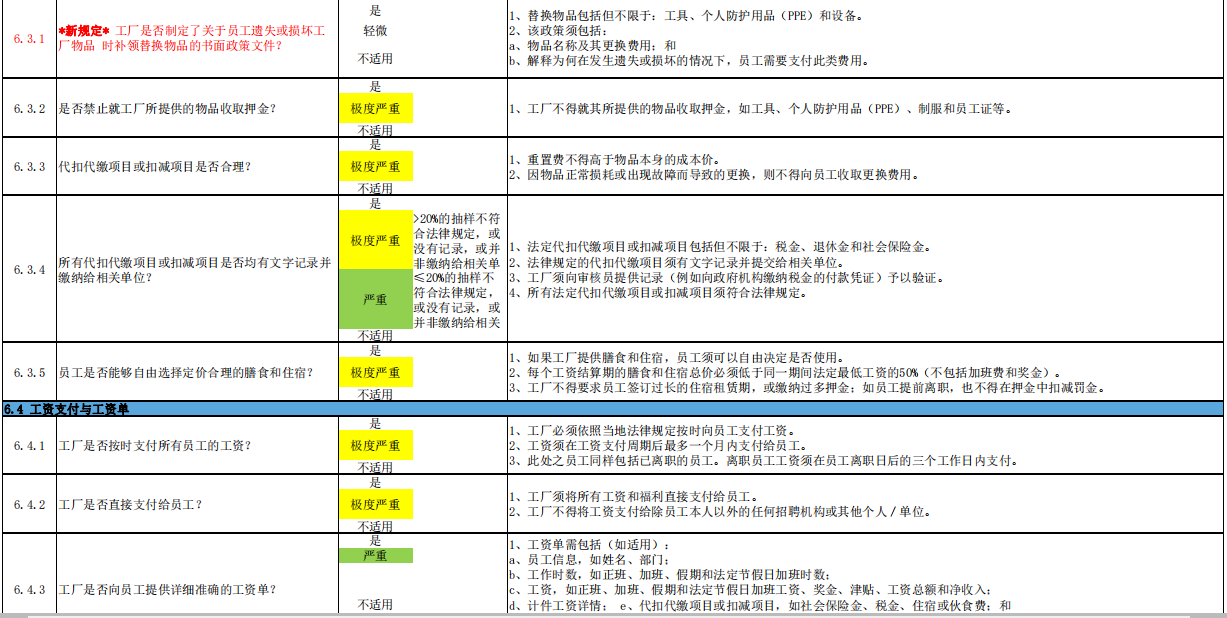 6.3.1
*新规定* 工厂是否制定了关于员工遗失或损坏工
厂物品 时补领替换物品的书面政策文件?
是
轻微
不适用
1、替换物品包括但不限于：工具、个人防护用品（PPE）和设备。
2、该政策须包括：
a、物品名称及其更换费用；和
b、解释为何在发生遗失或损坏的情况下，员工需要支付此类费用。
6.3.2
是否禁止就工厂所提供的物品收取押金?
是
极度严重
不适用
1、工厂不得就其所提供的物品收取押金，如工具、个人防护用品（PPE）、制服和员工证等。
6.3.3
代扣代缴项目或扣减项目是否合理?
是
极度严重
不适用
1、重置费不得高于物品本身的成本价。
2、因物品正常损耗或出现故障而导致的更换，则不得向员工收取更换费用。
6.3.4
所有代扣代缴项目或扣减项目是否均有文字记录并
缴纳给相关单位?
是
极度严重
>20%的抽样不符
合法律规定，或
没有记录，或并
非缴纳给相关单
严重
≤20%的抽样不
符合法律规定，
或没有记录，或
并非缴纳给相关
不适用
1、法定代扣代缴项目或扣减项目包括但不限于：税金、退休金和社会保险金。
2、法律规定的代扣代缴项目须有文字记录并提交给相关单位。
3、工厂须向审核员提供记录（例如向政府机构缴纳税金的付款凭证）予以验证。
4、所有法定代扣代缴项目或扣减项目须符合法律规定。
6.3.5
员工是否能够自由选择定价合理的膳食和住宿?
是
极度严重
不适用
1、如果工厂提供膳食和住宿，员工须可以自由决定是否使用。
2、每个工资结算期的膳食和住宿总价必须低于同一期间法定最低工资的50%（不包括加班费和奖金）。
3、工厂不得要求员工签订过长的住宿租赁期，或缴纳过多押金；如员工提前离职，也不得在押金中扣减罚金。
6.4 工资支付与工资单
6.4.1
工厂是否按时支付所有员工的工资?
是
极度严重
不适用
1、工厂必须依照当地法律规定按时向员工支付工资。
2、工资须在工资支付周期后最多一个月内支付给员工。
3、此处之员工同样包括已离职的员工。离职员工工资须在员工离职日后的三个工作日内支付。
6.4.2
工厂是否直接支付给员工?
是
极度严重
不适用
1、工厂须将所有工资和福利直接支付给员工。
2、工厂不得将工资支付给除员工本人以外的任何招聘机构或其他个人/单位。
6.4.3
工厂是否向员工提供详细准确的工资单?
是
严重
不适用
1、工资单需包括（如适用）：
a、员工信息，如姓名、部门；
b、工作时数，如正班、加班、假期和法定节假日加班时数；
c、工资，如正班、加班、假期和法定节假日加班工资、奖金、津贴、工资总额和净收入；
d、计件工资详情； e、代扣代缴项目或扣减项目，如社会保险金、税金、住宿或伙食费；和